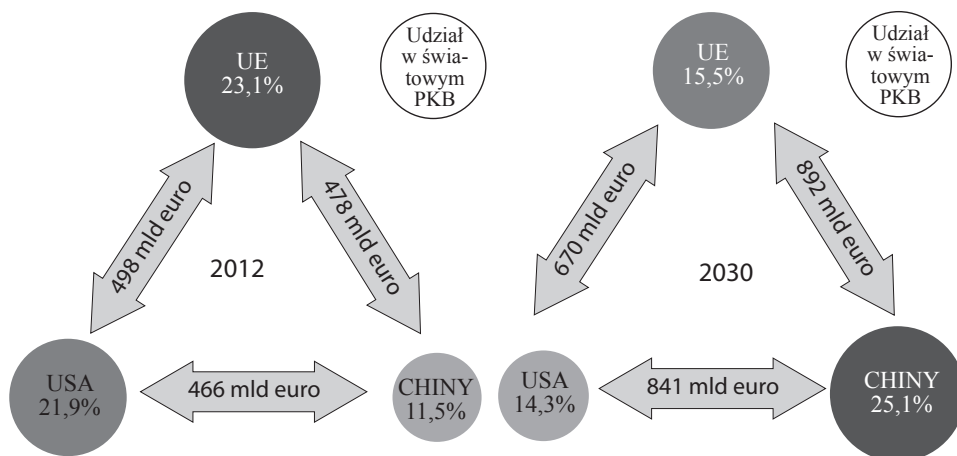 UE
23,1%
Udział
w świa-
towym
PKB
498 mld euro
478 mld euro
2012
USA
21,9%
466 mld euro
CHINY
11,5%
UE
15,5%
Udział
w świa-
towym
PKB
670 mld euro
892 mld euro
2030
USA
14,3%
841 mld euro
CHINY
25,1%